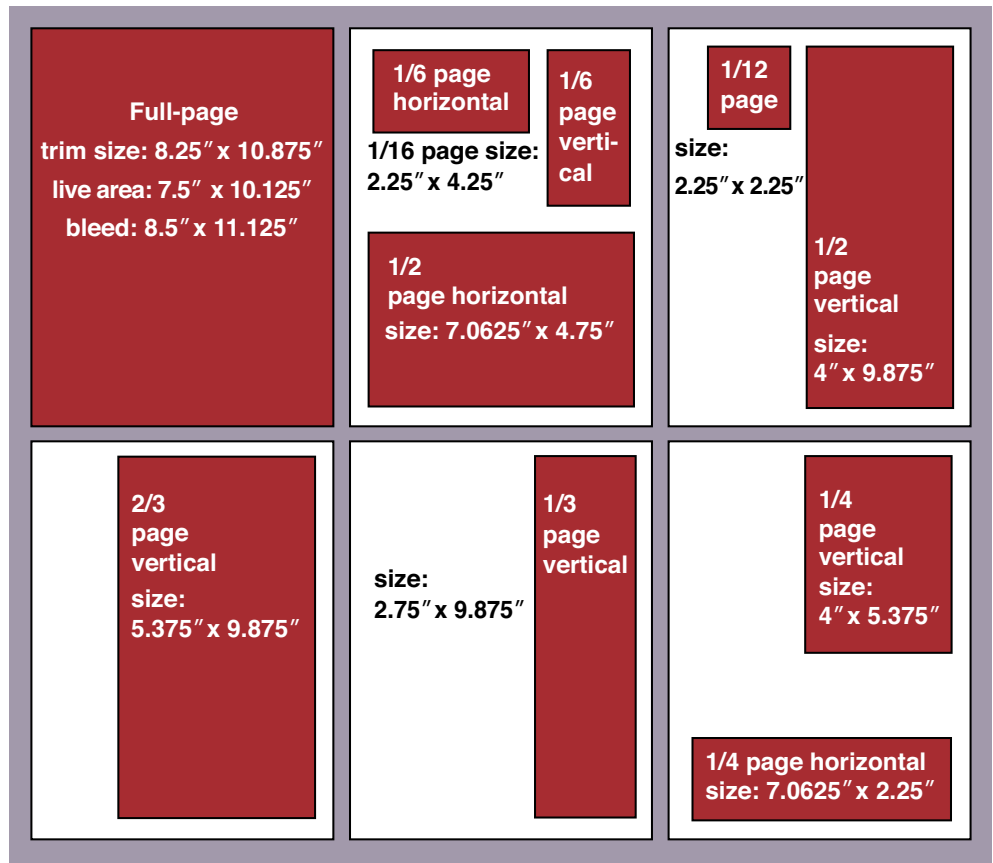 Full-page
trim size: 8.25″ x 10.875″
live area: 7.5″ x 10.125″
bleed: 8.5″ x 11.125″
1/6 page
horizontal
1/6
page
verti-
cal
1/16 page size:
2.25″ x 4.25″
1/2
page horizontal
size: 7.0625″ x 4.75″
1/12
page
size:
2.25″ x 2.25″
1/2
page
vertical
size:
4″ x 9.875″
2/3
page
vertical
size:
5.375″ x 9.875″
1/3
page
vertical
size:
2.75″ x 9.875″
1/4
page
vertical
size:
4″ x 5.375″
1/4 page horizontal
size: 7.0625″ x 2.25″